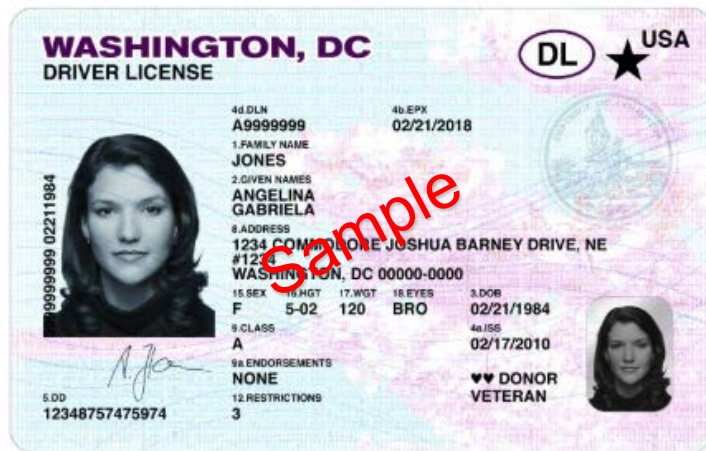 WASHINGTON, DC
DRIVER LICENSE
DL
USA
4d.DLN 4b.EPX
A9999999 02/21/2018
1.FAMILY NAME
JONES
2.GIVEN NAMES
ANGELINA
GABRIELA
8.ADDRESS
1234 COMMODORE JOSHUA BARNEY DRIVE, NE
#1234
WASHINGTON, DC 00000-0000
Sample
15.SEX 16.HGT 17.WGT 18.EYES 3.DOB
F 5-02 120 BRO 02/21/1984
9.CLASS 4a.ISS
A 02/17/2010
9a.ENDORSEMENTS
NONE
♥♥ DONOR
VETERAN
5.DD 12.RESTRICTIONS
12348757475974 3
02211984